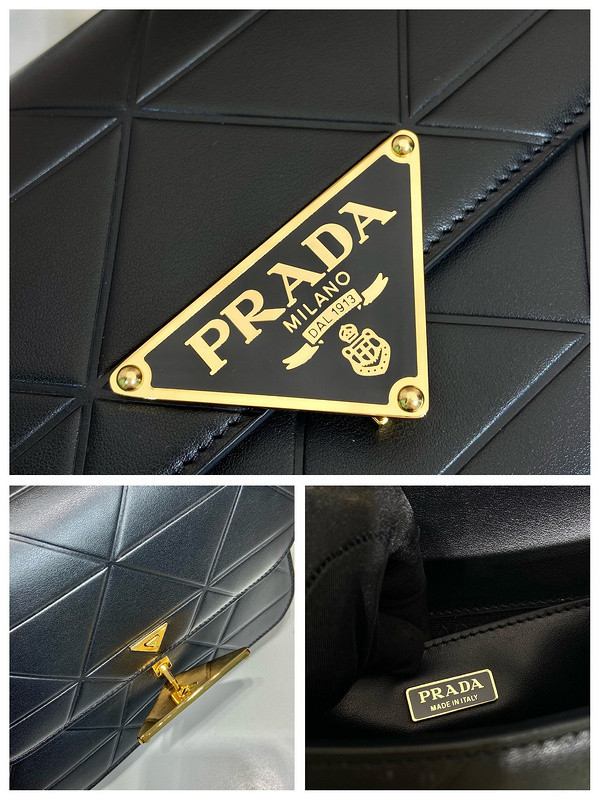 PRADA
MILANO
DAL 1913
PRADA
MADE IN ITALY